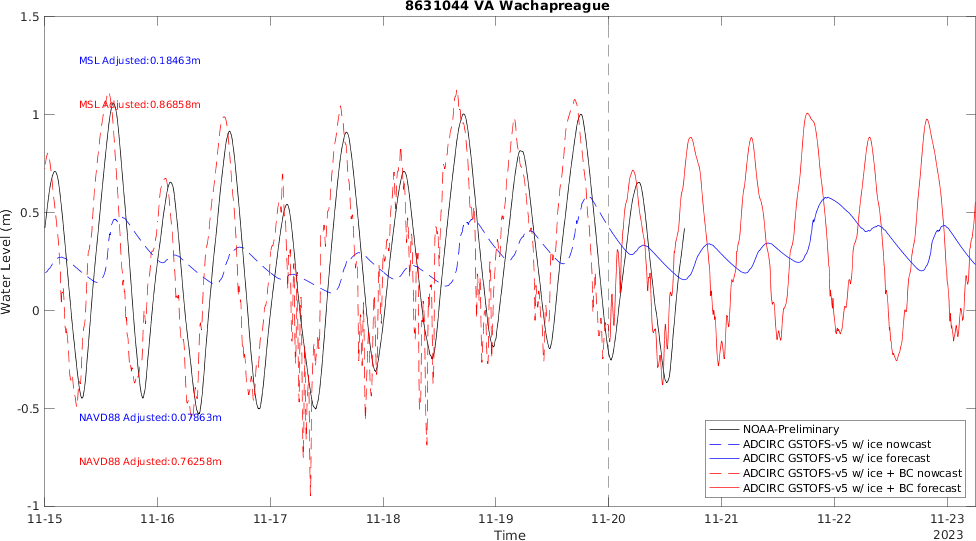 8631044 VA Wachapreague
1.5
MSL Adjusted:0.18463m
MSL Adjusted:0.86858m
1
0.5
Water Level (m)
0
-0.5
NAVD88 Adjusted:0.07863m
NAVD88 Adjusted:0.76258m
-1
NOAA-Preliminary
ADCIRC GSTOFS-v5 w/ ice nowcast
ADCIRC GSTOFS-v5 w/ ice forecast
ADCIRC GSTOFS-v5 w/ ice + BC nowcast
ADCIRC GSTOFS-v5 w/ ice + BC forecast
11-15 11-16 11-17 11-18 11-19 11-20 11-21 11-22 11-23
Time
2023